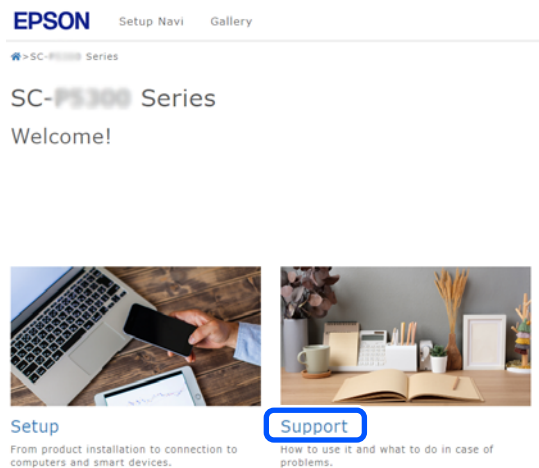 EPSON Setup Navi Gallery
>SC- Series
SC- Series
Welcome!
Setup
From product installation to connection to
computers and smart devices.
Support
How to use it and what to do in case of
problems.